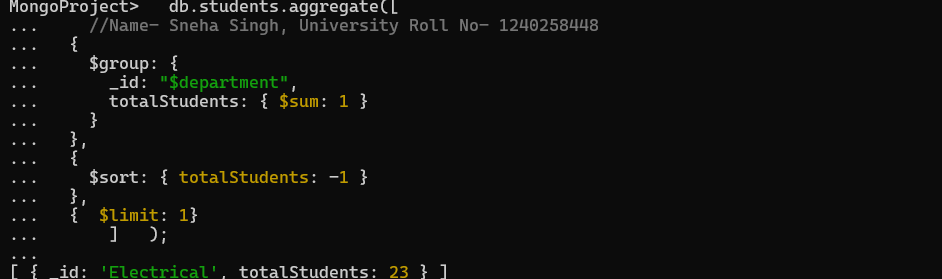 MongoProject>   db.students.aggregate([
...     //Name- Sneha Singh, University Roll No- 1240258448
...   {
...     $group: {
...       _id: "$department",
...       totalStudents: { $sum: 1 }
...     }
...   },
...   {
...     $sort: { totalStudents: -1 }
...   },
...   {  $limit: 1}
...       ]   );
...
[ { _id: 'Electrical', totalStudents: 23 } ]